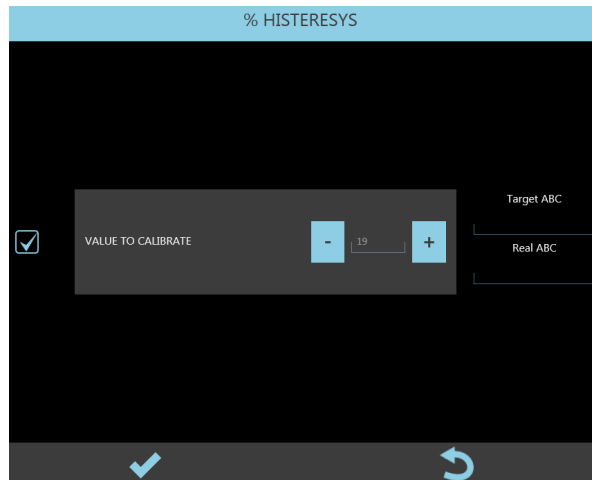 % HISTERESYS
Target ABC
VALUE TO CALIBRATE - 19 +
Real ABC